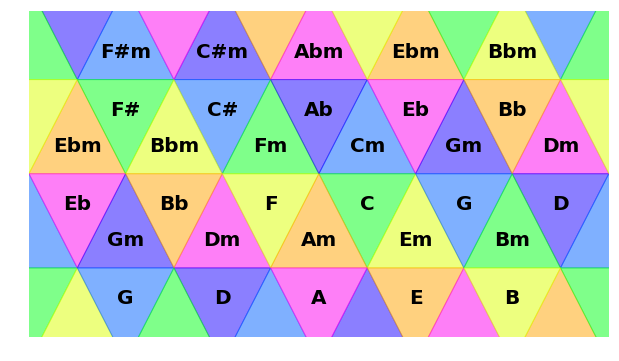 F#m C#m Abm Ebm Bbm
F# C# Ab Eb Bb
Ebm Bbm Fm Cm Gm Dm
Eb Bb F C G D
Gm Dm Am Em Bm
G D A E B